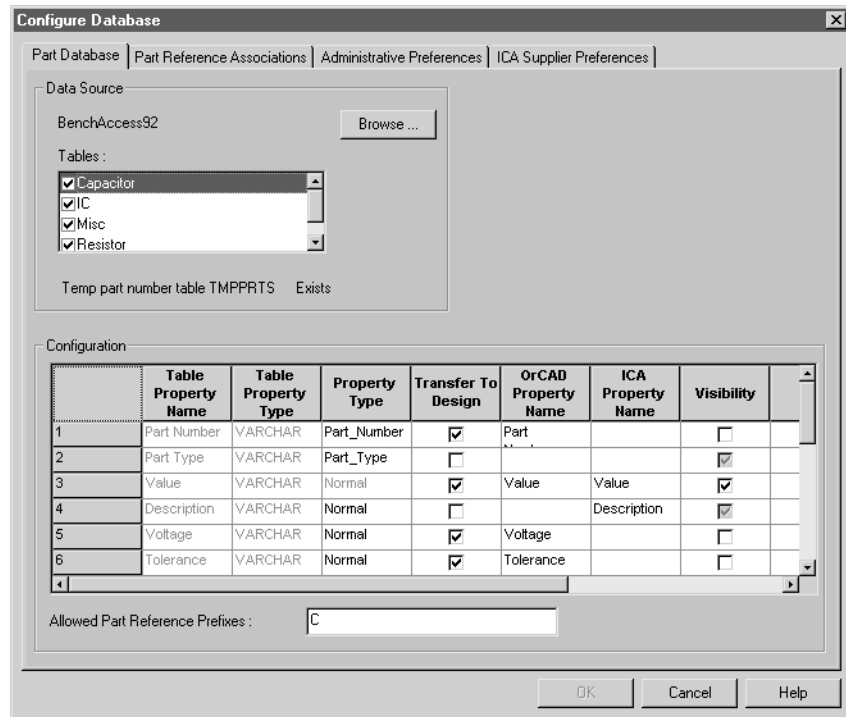 Configure Database
Part Database Part Reference Associations Administrative Preferences ICA Supplier Preferences
Data Source
BenchAccess92 Browse ...
Tables :
Capacitor
IC
Misc
Resistor
Temp part number table TMPPRTS Exists
Configuration
Table Property Name Table Property Type Property Type Transfer To Design OrCAD Property Name ICA Property Name Visibility
1 Part Number VARCHAR Part_Number Part
2 Part Type VARCHAR Part_Type
3 Value VARCHAR Normal Value Value
4 Description VARCHAR Normal Description
5 Voltage VARCHAR Normal Voltage
6 Tolerance VARCHAR Normal Tolerance
Allowed Part Reference Prefixes : C
OK Cancel Help